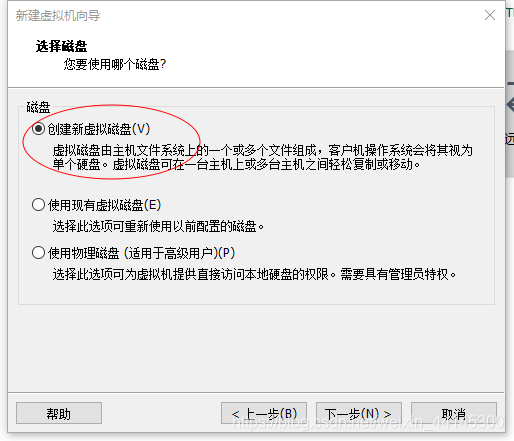 新建虚拟机向导
选择磁盘
您要使用哪个磁盘?
磁盘
创建新虚拟磁盘(V)
虚拟磁盘由主机文件系统上的一个或多个文件组成，客户机操作系统会将其视为
单个硬盘。虚拟磁盘可在一台主机上或多台主机之间轻松复制或移动。
使用现有虚拟磁盘(E)
选择此选项可重新使用以前配置的磁盘。
使用物理磁盘 (适用于高级用户)(P)
选择此选项可为虚拟机提供直接访问本地硬盘的权限。需要具有管理员特权。
帮助
< 上一步(B)
下一步(N) >
取消